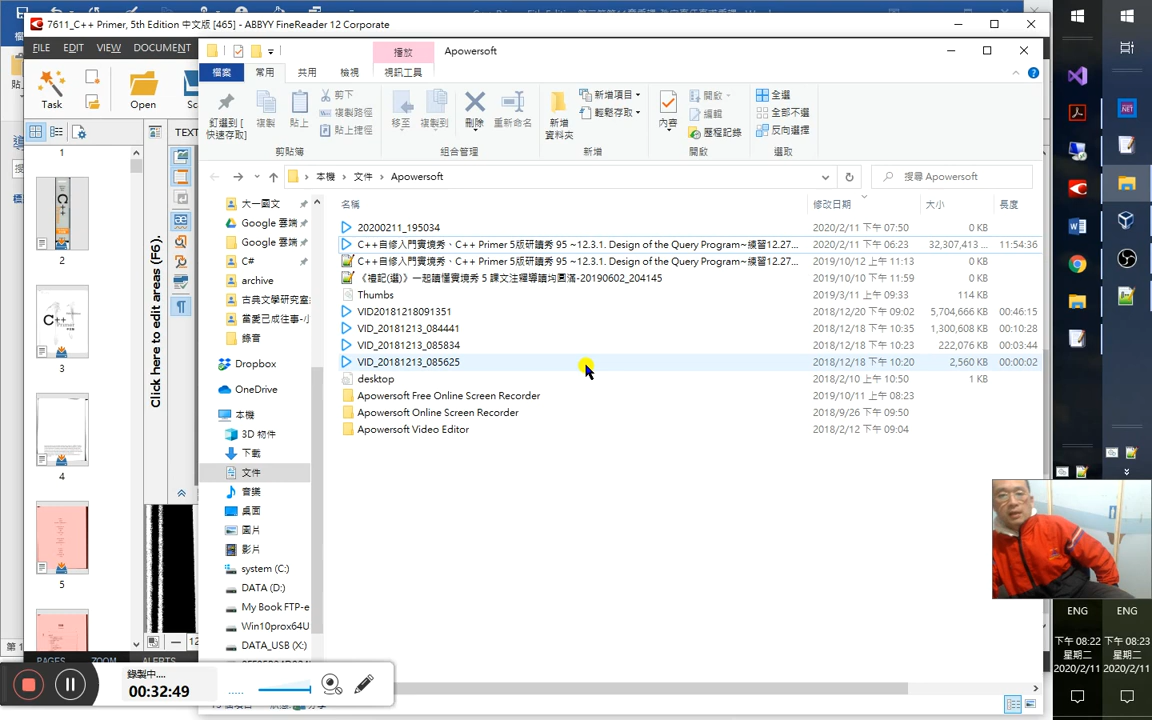 7611_C++ Primer, 5th Edition 中文版 [465] - ABBYY FineReader 12 Corporate
FILE EDIT VIEW DOCUMENT
播放 Apowersoft
檔案 常用 共用 檢視 視訊工具
Task Open
釘選到 [快速存取]
複製
貼上
剪下
複製路徑
貼上捷徑
剪貼簿
移至
複製到
刪除
重新命名
組合管理
新增資料夾
新增項目
輕鬆存取
新增
內容
開啟
編輯
歷程記錄
開啟
全選
全部不選
反向選擇
選取
本機 › 文件 › Apowersoft
搜尋 Apowersoft
名稱 修改日期 大小 長度
20200211_195034 2020/2/11 下午 07:50 0 KB
C++自修入門實境秀、C++ Primer 5版研讀秀 95 ~12.3.1. Design of the Query Program~練習12.27... 2020/2/11 下午 06:23 32,307,413 ... 11:54:36
C++自修入門實境秀、C++ Primer 5版研讀秀 95 ~12.3.1. Design of the Query Program~練習12.27... 2019/10/12 上午 11:13 0 KB
《禮記(選)》一起讀懂實境秀 5 課文注釋導讀均圓滿-20190602_204145 2019/10/11 下午 11:59 0 KB
Thumbs 2019/3/11 上午 09:33 114 KB
VID20181218091351 2018/12/20 上午 09:02 5,704,666 KB 00:46:15
VID_20181213_084441 2018/12/18 上午 10:35 1,300,608 KB 00:10:28
VID_20181213_085834 2018/12/18 上午 10:23 222,076 KB 00:03:44
VID_20181213_085625 2018/12/18 上午 10:20 2,560 KB 00:00:02
desktop 2018/2/10 上午 10:50 1 KB
Apowersoft Free Online Screen Recorder 2019/10/11 上午 08:23
Apowersoft Online Screen Recorder 2018/9/26 下午 09:50
Apowersoft Video Editor 2018/2/12 下午 09:04
大一國文
Google 雲端
Google 雲端
C#
archive
古典文學研究室
當愛已成往事-小
錄音
Dropbox
OneDrive
本機
3D 物件
下載
文件
音樂
桌面
圖片
影片
system (C:)
DATA (D:)
My Book FTP-e
Win10prox64U
DATA_USB (X:)
TEXT
1
2
3
4
5
6
Click here to edit areas (F6).
PAGES ZOOM ALERTS
錄製中....
00:32:49
ENG ENG
下午 08:22 下午 08:23
星期二 星期二
2020/2/11 2020/2/11